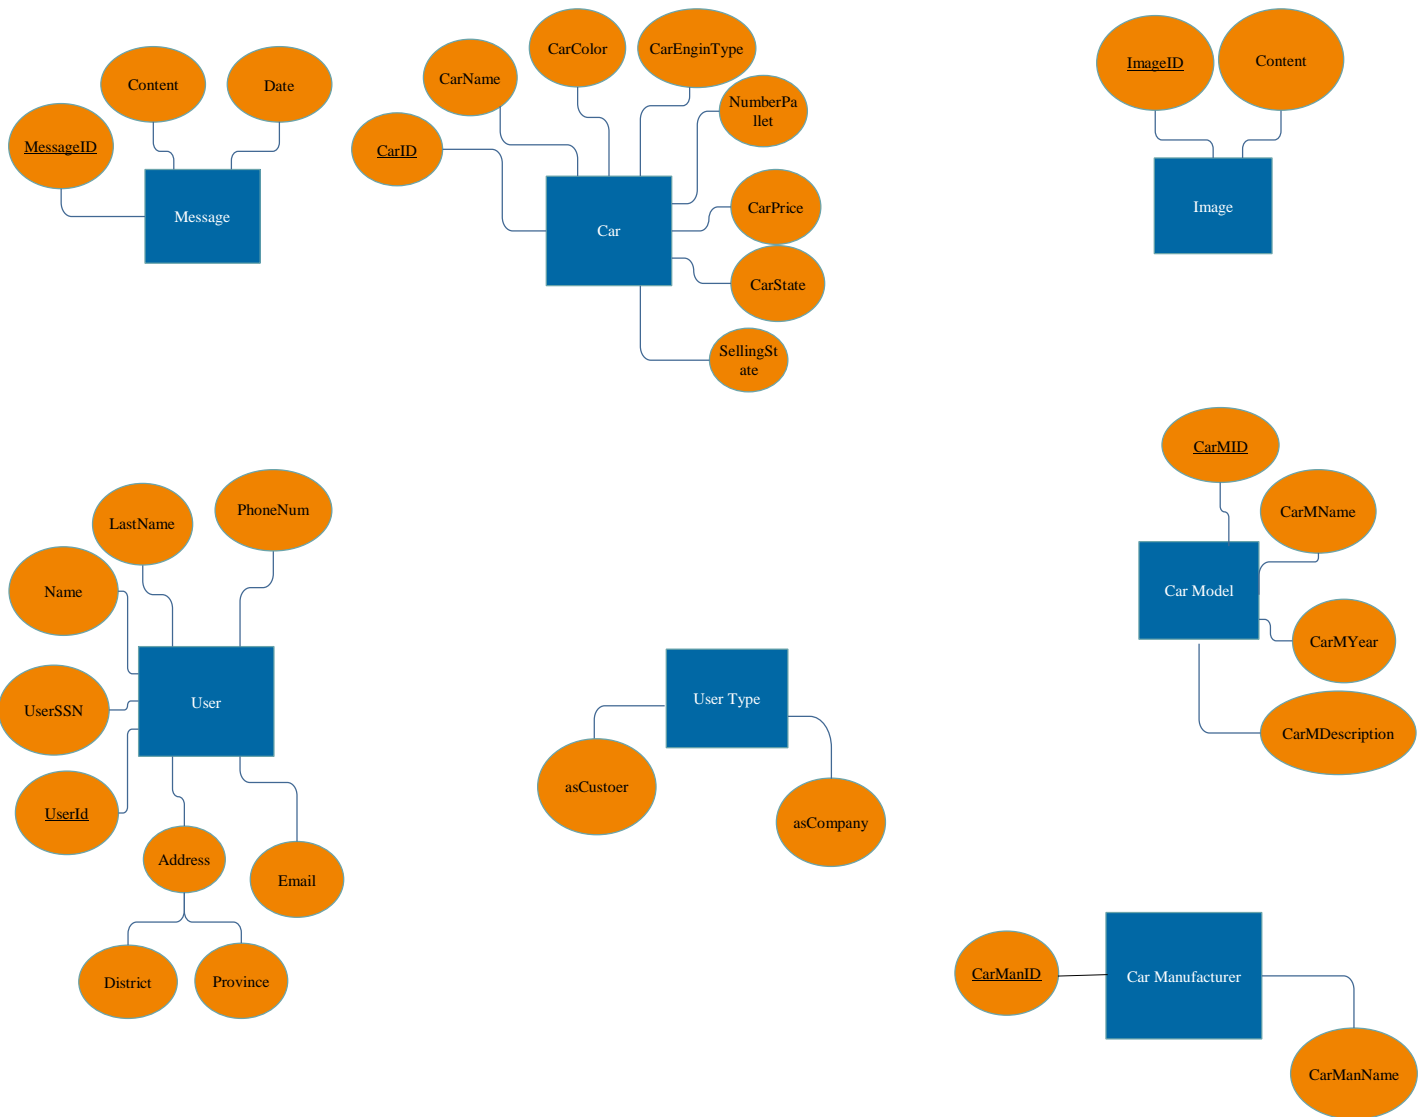 CarColor
CarEnginType
ImageID
Content
CarName
Content
Date
NumberPa
llet
MessageID
CarID
Message
Car
CarPrice
Image
CarState
SellingSt
ate
CarMID
LastName
PhoneNum
CarMName
Name
Car Model
CarMYear
UserSSN
User
User Type
CarMDescription
asCustoer
asCompany
UserId
Address
Email
District
Province
CarManID
Car Manufacturer
CarManName